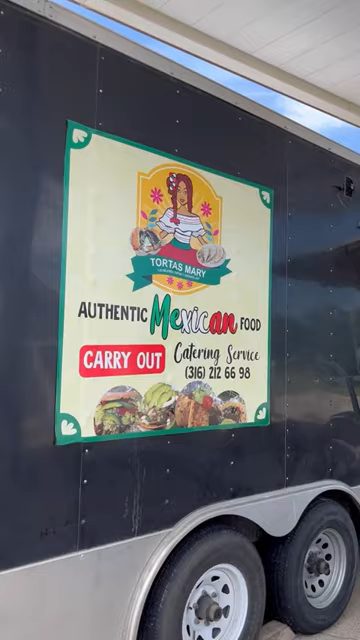 TORTAS MARY
AUTHENTIC Mexican FOOD
CARRY OUT
Catering Service
(316) 212 66 98